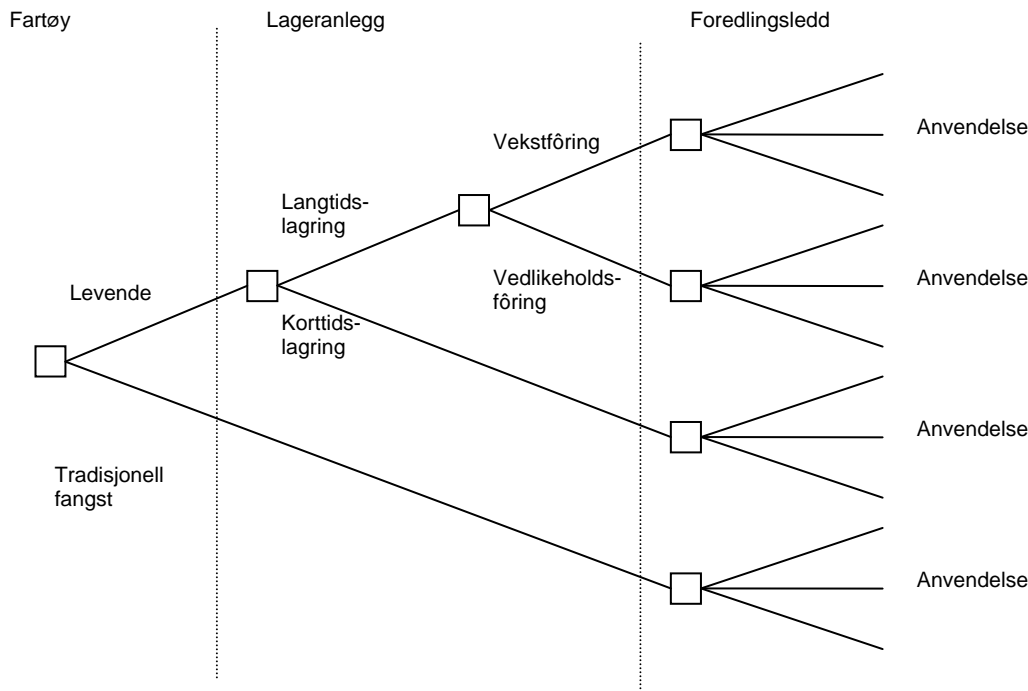 Fartøy
Lageranlegg
Foredlingsledd
Anvendelse
Vekstfôring
Langtids-
lagring
Anvendelse
Vedlikeholds-
fôring
Levende
Korttids-
lagring
Anvendelse
Tradisjonell
fangst
Anvendelse